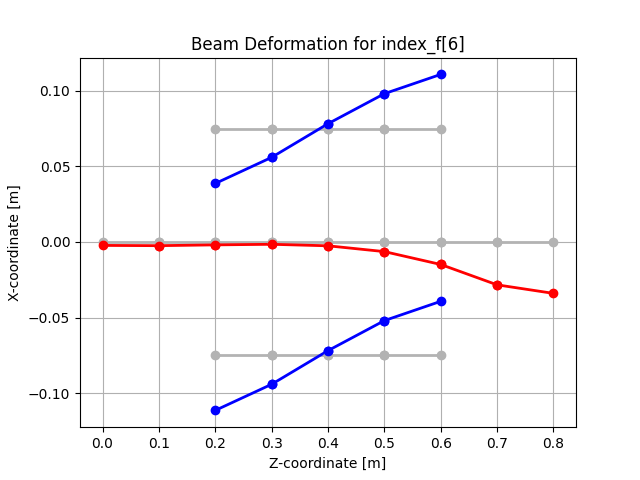 Beam Deformation for index_f[6]
X-coordinate [m]
0.10
0.05
0.00
−0.05
−0.10
0.0 0.1 0.2 0.3 0.4 0.5 0.6 0.7 0.8
Z-coordinate [m]